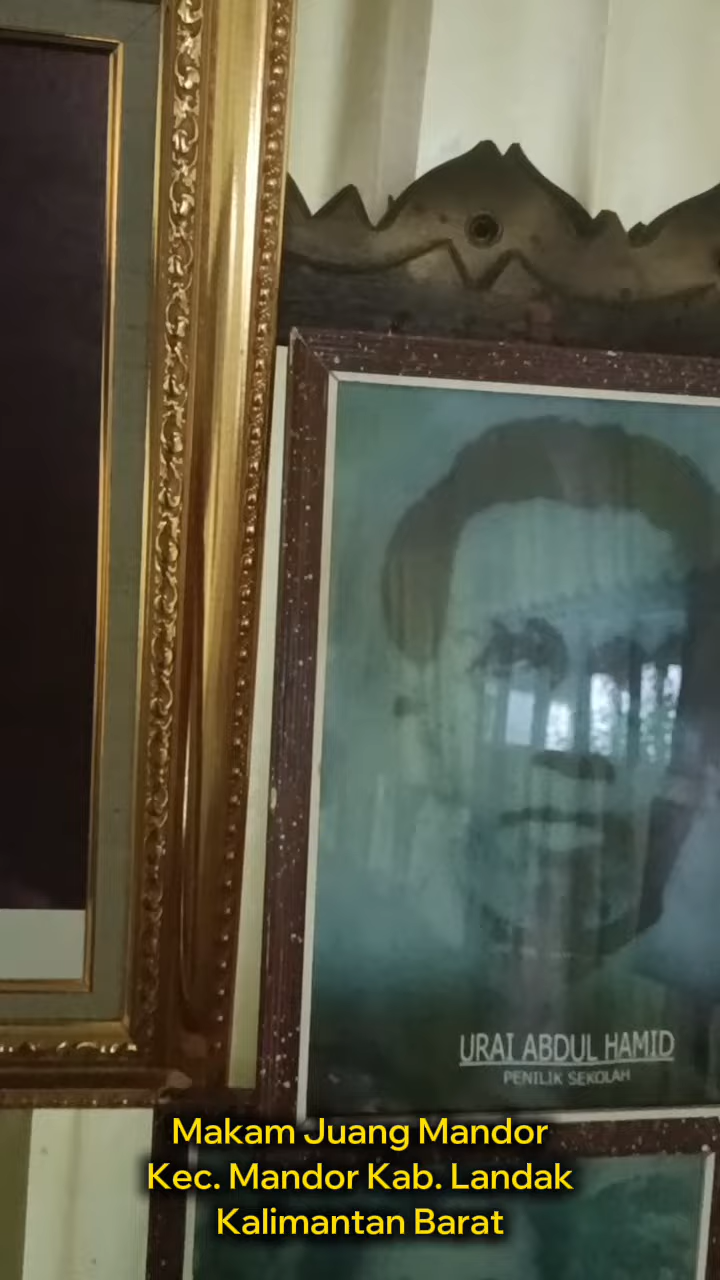 URAI ABDUL HAMID
PENILIK SEKOLAH
Makam Juang Mandor
Kec. Mandor Kab. Landak
Kalimantan Barat